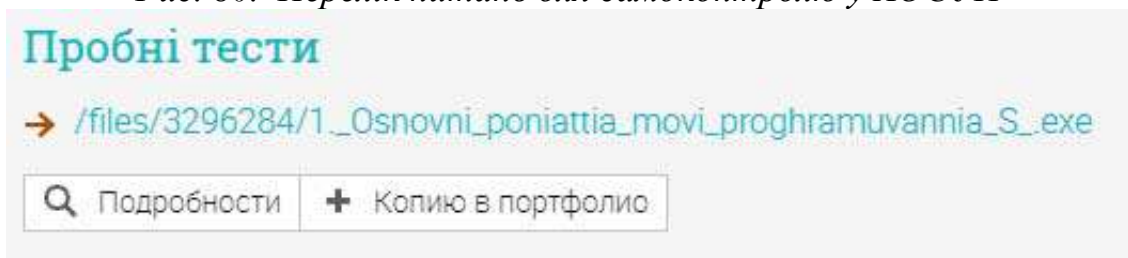 Пробні тести
→ /files/3296284/1._Osnovni_poniattia_movi_proghramuvannia_S_.exe
Подробности + Копию в портфолио